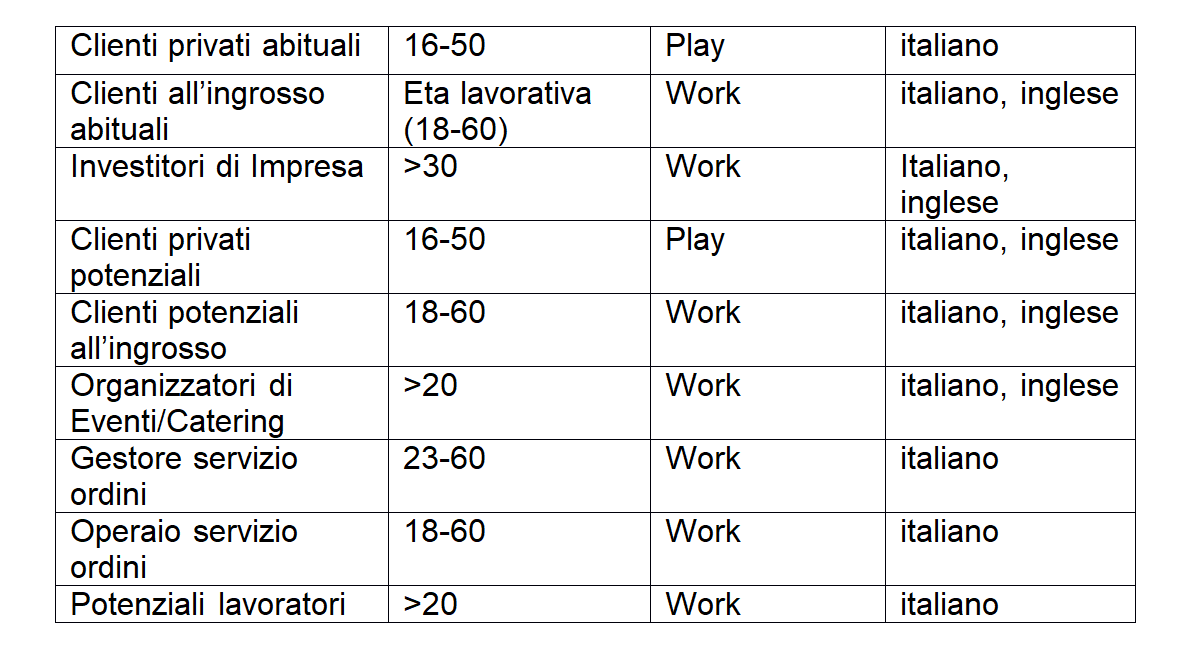 Clienti privati abituali 16-50 Play italiano
Clienti all’ingrosso abituali Eta lavorativa (18-60) Work italiano, inglese
Investitori di Impresa >30 Work Italiano, inglese
Clienti privati potenziali 16-50 Play italiano, inglese
Clienti potenziali all’ingrosso 18-60 Work italiano, inglese
Organizzatori di Eventi/Catering >20 Work italiano, inglese
Gestore servizio ordini 23-60 Work italiano
Operaio servizio ordini 18-60 Work italiano
Potenziali lavoratori >20 Work italiano